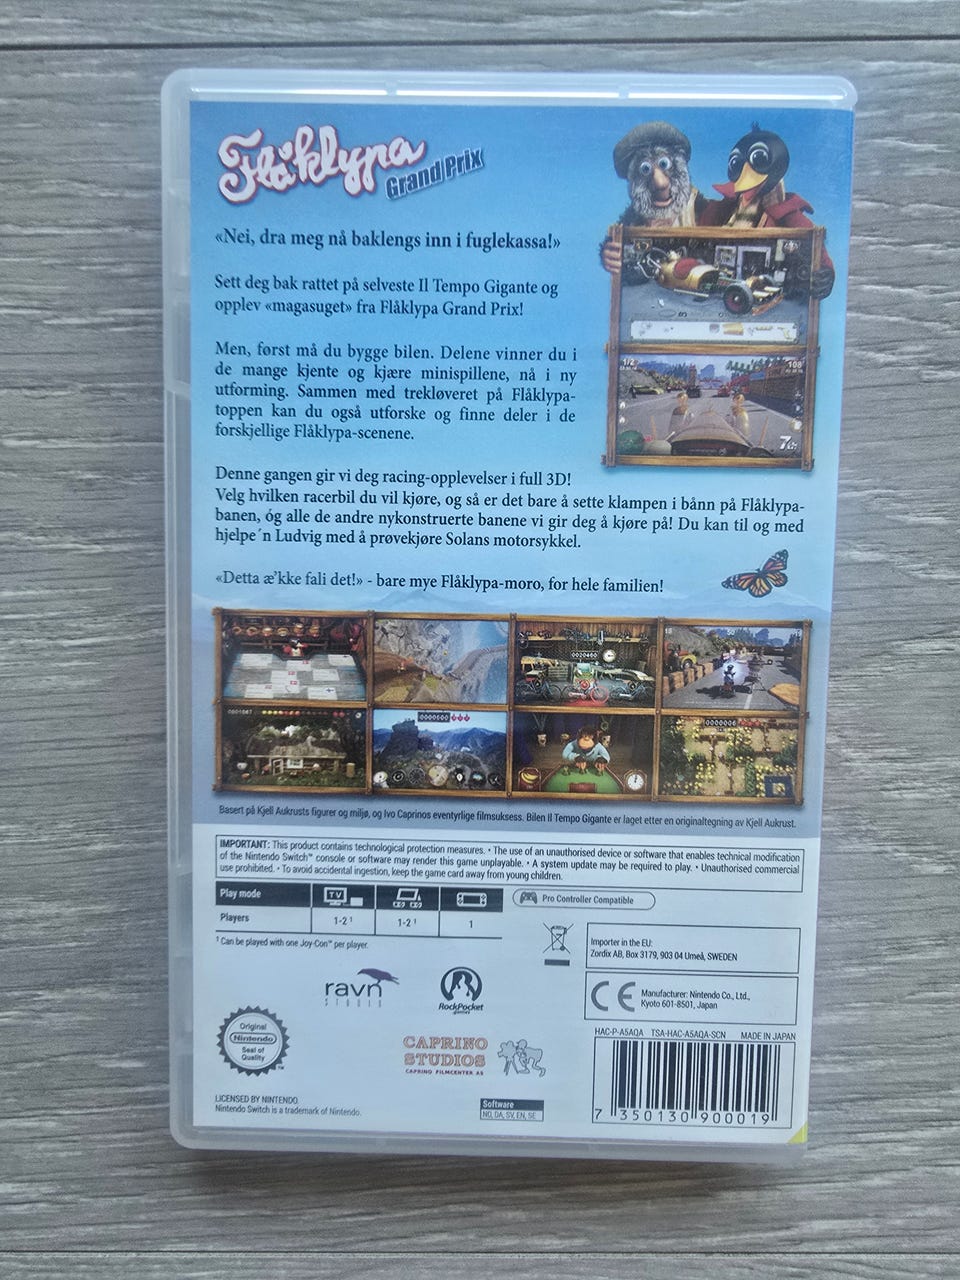 Flåklypa
Grand Prix
«Nei, dra meg nå baklengs inn i fuglekassa!»
Sett deg bak rattet på selveste Il Tempo Gigante og
opplev «magasuget» fra Flåklypa Grand Prix!
Men, først må du bygge bilen. Delene vinner du i
de mange kjente og kjære minispillene, nå i ny
utforming. Sammen med trekløveret på Flåklypa-
toppen kan du også utforske og finne deler i de
forskjellige Flåklypa-scenene.
1/2
108
7th
Denne gangen gir vi deg racing-opplevelser i full 3D!
Velg hvilken racerbil du vil kjøre, og så er det bare å sette klampen i bånn på Flåklypa-
banen, óg alle de andre nykonstruerte banene vi gir deg å kjøre på! Du kan til og med
hjelpe´n Ludvig med å prøvekjøre Solans motorsykkel.
«Detta æ'kke fali det!» - bare mye Flåklypa-moro, for hele familien!
Basert på Kjell Aukrusts figurer og miljø, og Ivo Caprinos eventyrlige filmsuksess. Bilen Il Tempo Gigante er laget etter en originaltegning av Kjell Aukrust.
IMPORTANT: This product contains technological protection measures. • The use of an unauthorised device or software that enables technical modification
of the Nintendo Switch™ console or software may render this game unplayable. • A system update may be required to play. • Unauthorised commercial
use prohibited. • To avoid accidental ingestion, keep the game card away from young children.
Play mode
TV
Pro Controller Compatible
Players
1-2 ¹
1-2 ¹
1
¹ Can be played with one Joy-Con™ per player.
Importer in the EU:
Zordix AB, Box 3179, 903 04 Umeå, SWEDEN
CE
Manufacturer: Nintendo Co., Ltd.,
Kyoto 601-8501, Japan
ravn
STUDIO
RockPocket
games
HAC-P-A5AQA TSA-HAC-A5AQA-SCN MADE IN JAPAN
Original
Nintendo
Seal of
Quality
™
CAPRINO
STUDIOS
CAPRINO FILMCENTER AS
LICENSED BY NINTENDO
Nintendo Switch is a trademark of Nintendo.
Software
NO, DA, SV, EN, SE
7 350130 900019